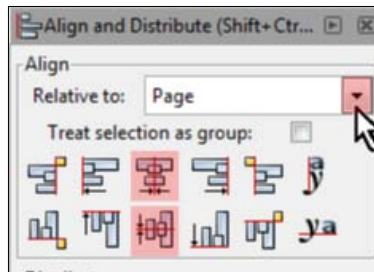 Align and Distribute (Shift+Ctr...
Align
Relative to: Page
Treat selection as group: